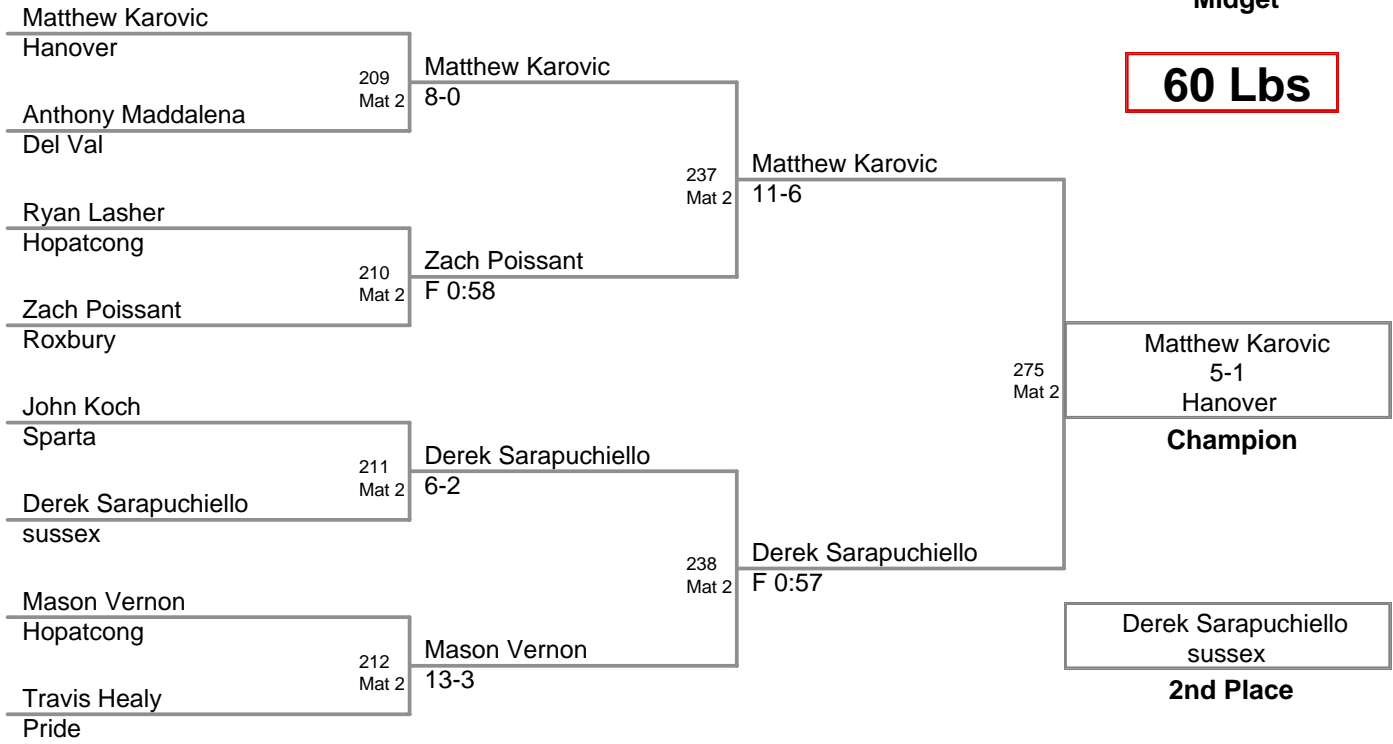 Midget
60 Lbs
Matthew Karovic
Hanover
209
Mat 2
Anthony Maddalena
Del Val
Matthew Karovic
8-0
Ryan Lasher
Hopatcong
210
Mat 2
Zach Poissant
Roxbury
Zach Poissant
F 0:58
237
Mat 2
Matthew Karovic
11-6
John Koch
Sparta
211
Mat 2
Derek Sarapuchiello
sussex
Derek Sarapuchiello
6-2
Mason Vernon
Hopatcong
212
Mat 2
Travis Healy
Pride
Mason Vernon
13-3
238
Mat 2
Derek Sarapuchiello
F 0:57
275
Mat 2
Matthew Karovic
5-1
Hanover
Champion
Derek Sarapuchiello
sussex
2nd Place